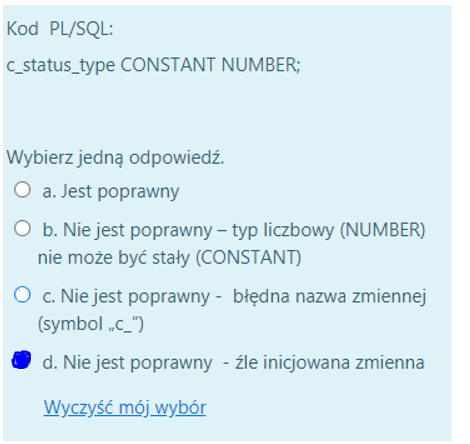 Kod  PL/SQL:
c_status_type CONSTANT NUMBER;
Wybierz jedną odpowiedź.
a. Jest poprawny
b. Nie jest poprawny – typ liczbowy (NUMBER)
nie może być stały (CONSTANT)
c. Nie jest poprawny -  błędna nazwa zmiennej
(symbol „c_”)
d. Nie jest poprawny  - źle inicjowana zmienna
Wyczyść mój wybór